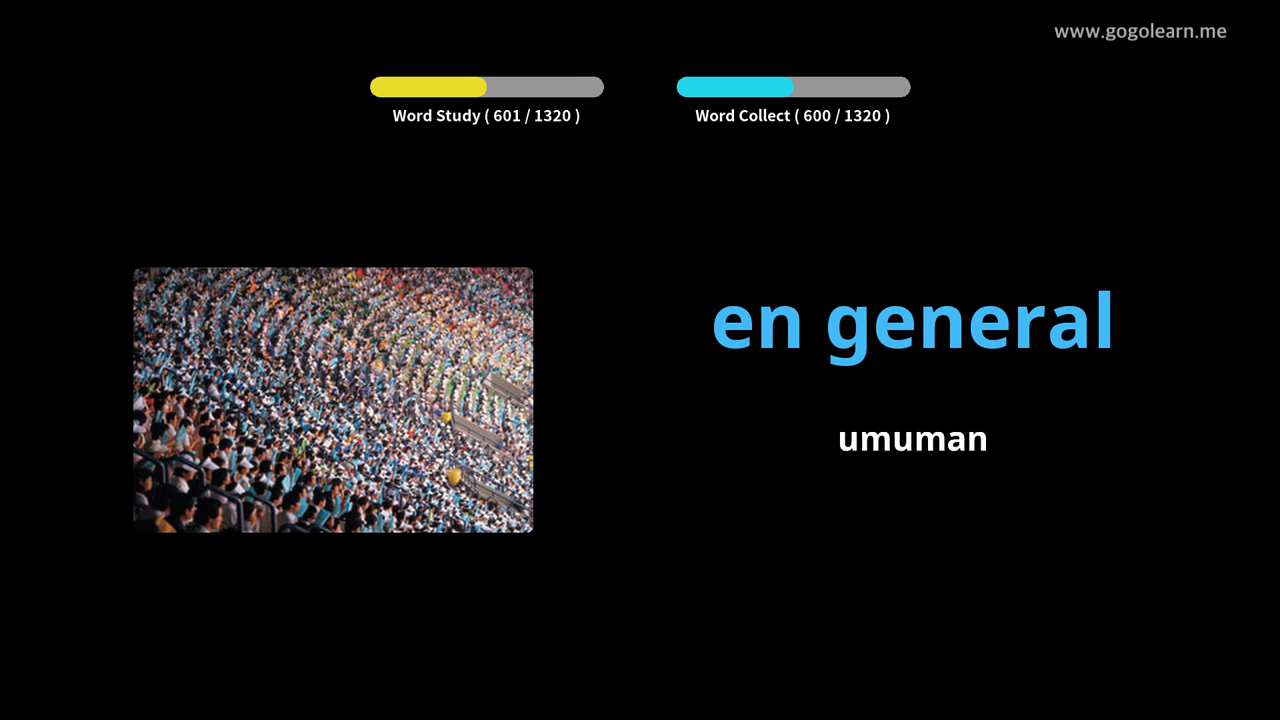 www.gogolearn.me
Word Study ( 601 / 1320 )
Word Collect ( 600 / 1320 )
en general
umuman